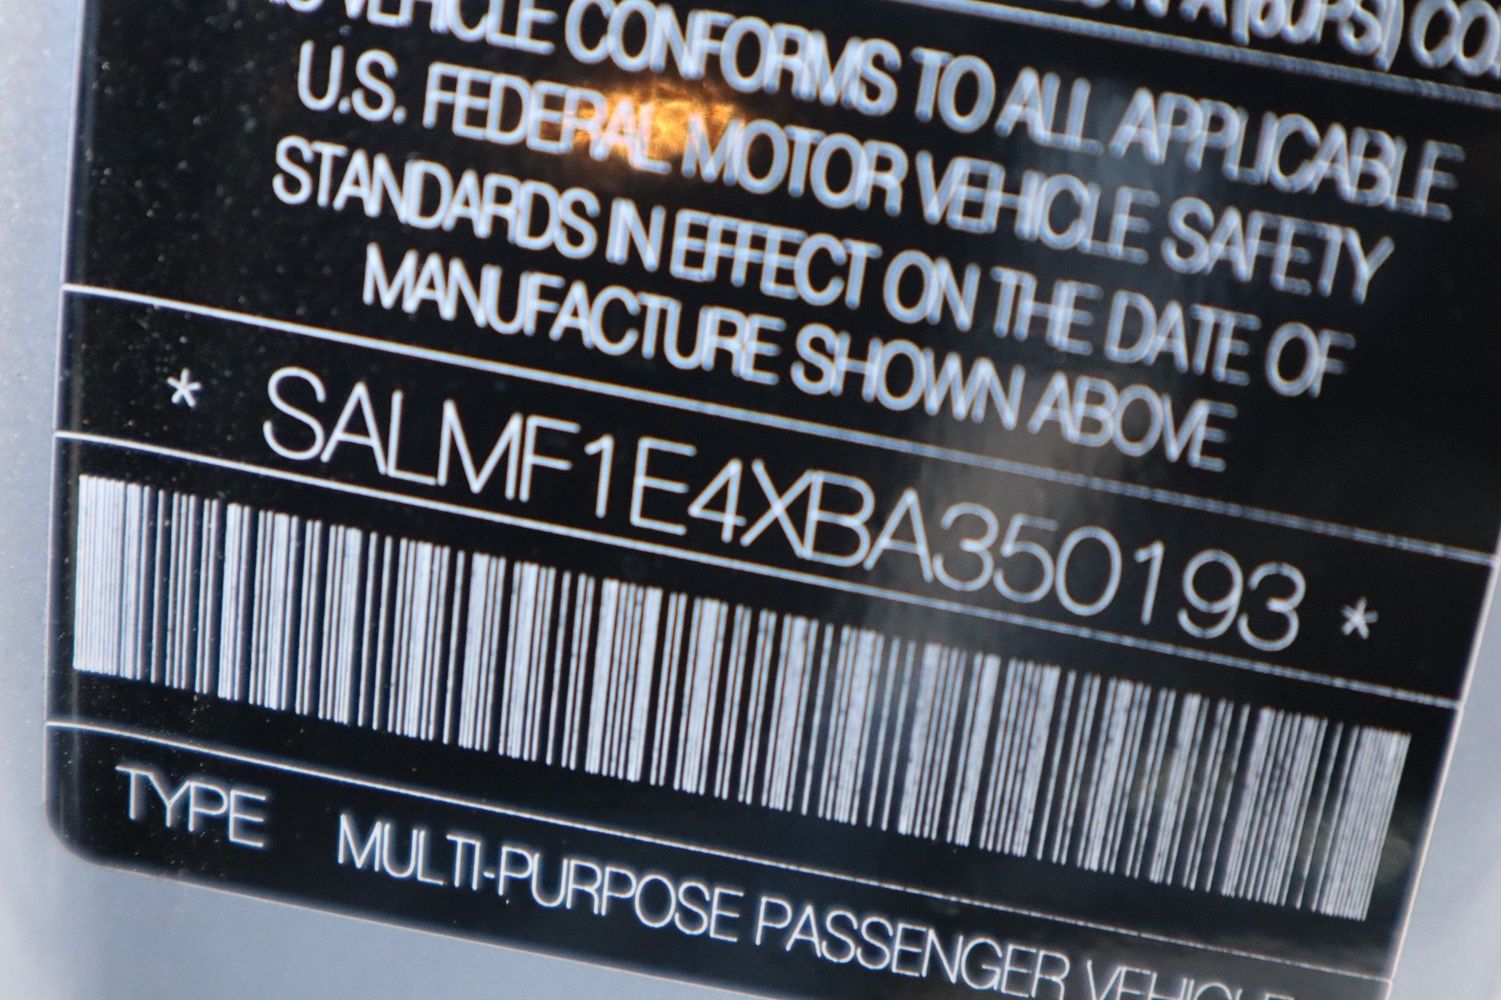 VEHICLE CONFORMS TO ALL APPLICABLE
U.S. FEDERAL MOTOR VEHICLE SAFETY
STANDARDS IN EFFECT ON THE DATE OF
MANUFACTURE SHOWN ABOVE
* SALMF1E4XBA350193 *
TYPE MULTI-PURPOSE PASSENGER VEHICLE